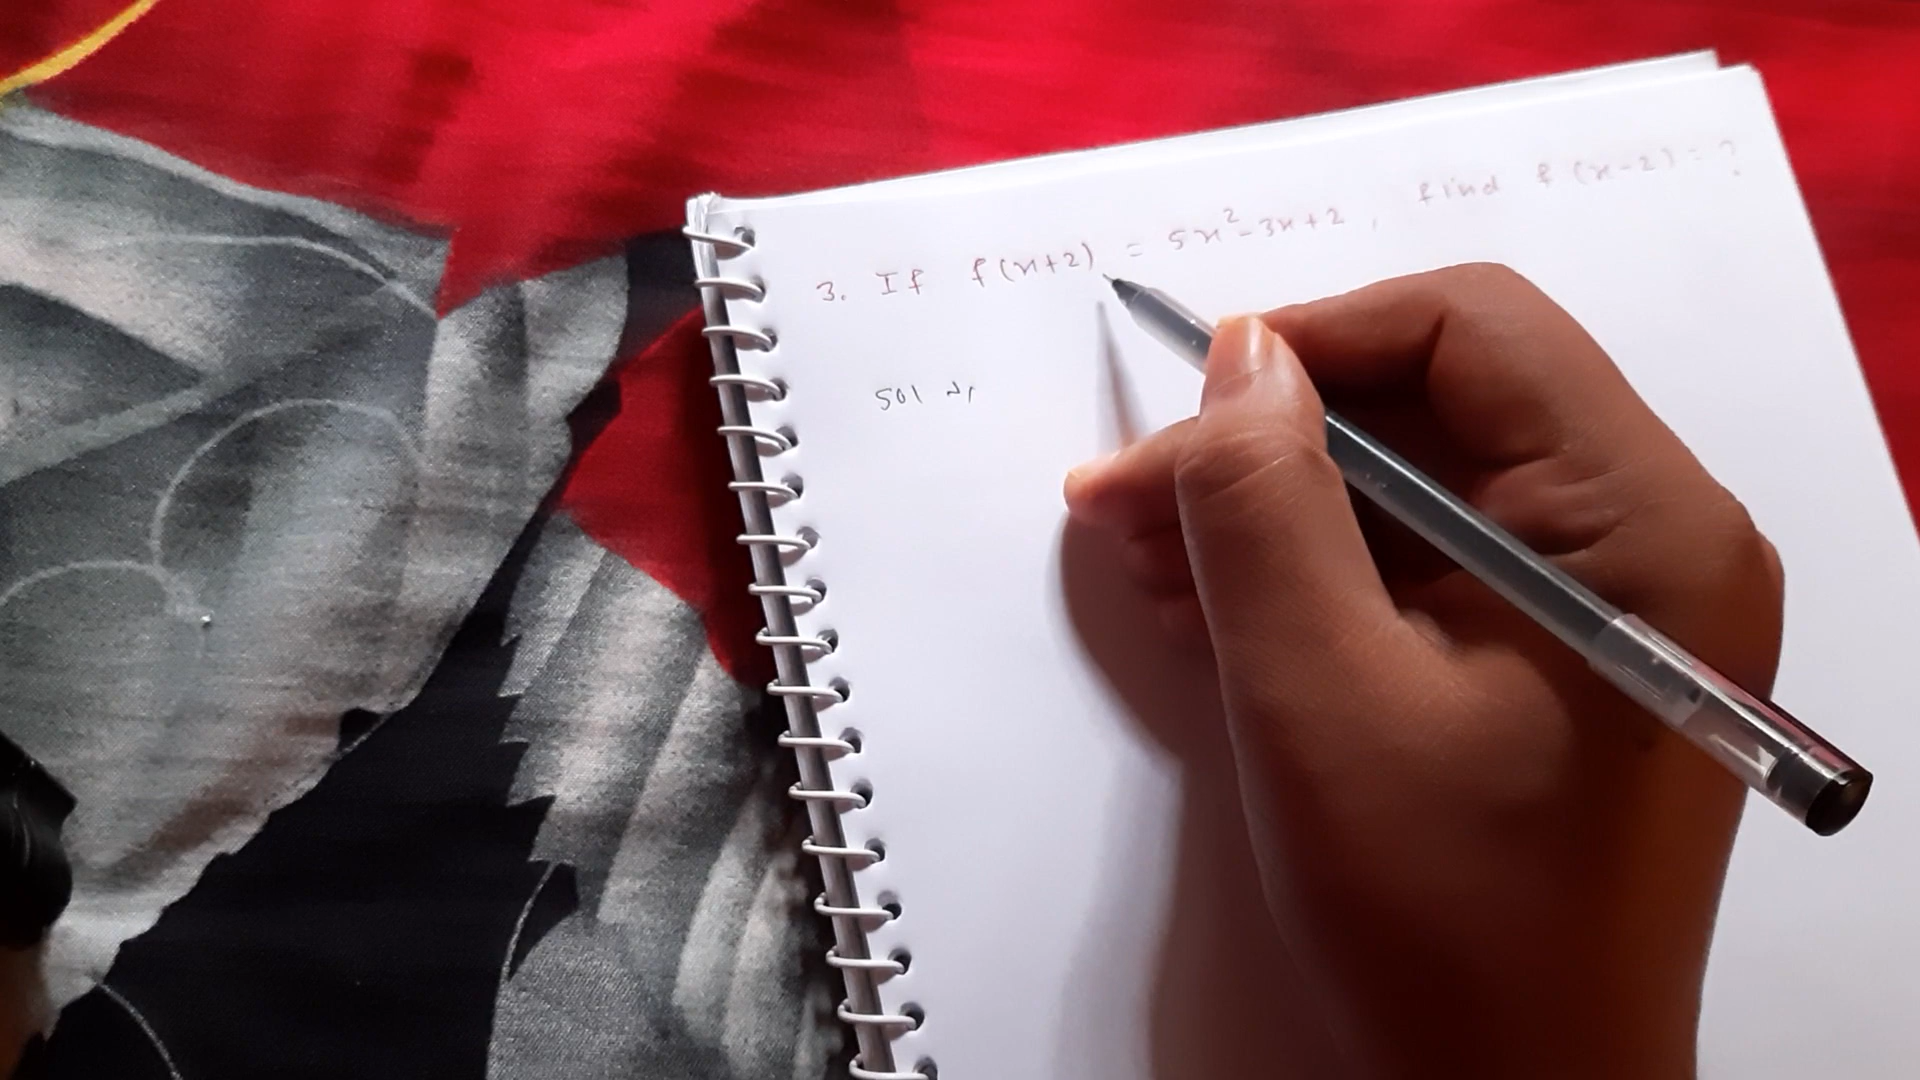 3. If f(x+2) = 5x²-3x+2, find f(x-2)=?
Sol